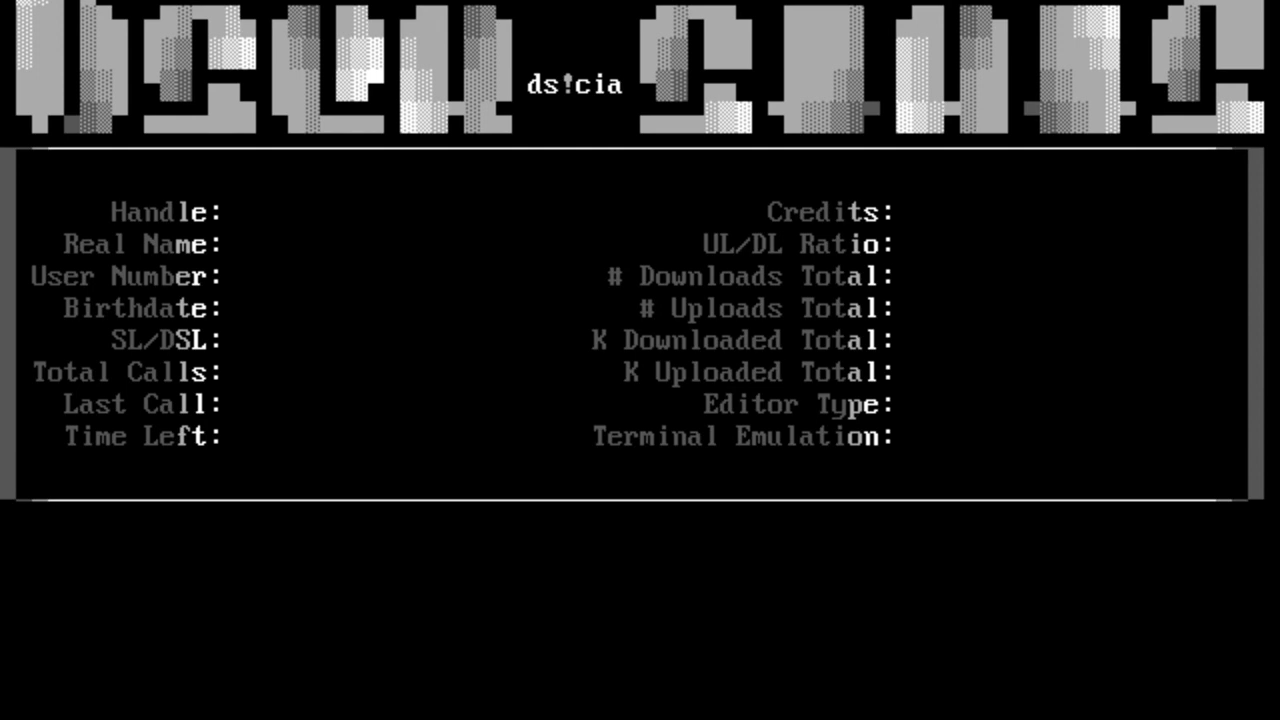 ds!cia
Handle:
Credits:
Real Name:
UL/DL Ratio:
User Number:
# Downloads Total:
Birthdate:
# Uploads Total:
SL/DSL:
K Downloaded Total:
Total Calls:
K Uploaded Total:
Last Call:
Editor Type:
Time Left:
Terminal Emulation: